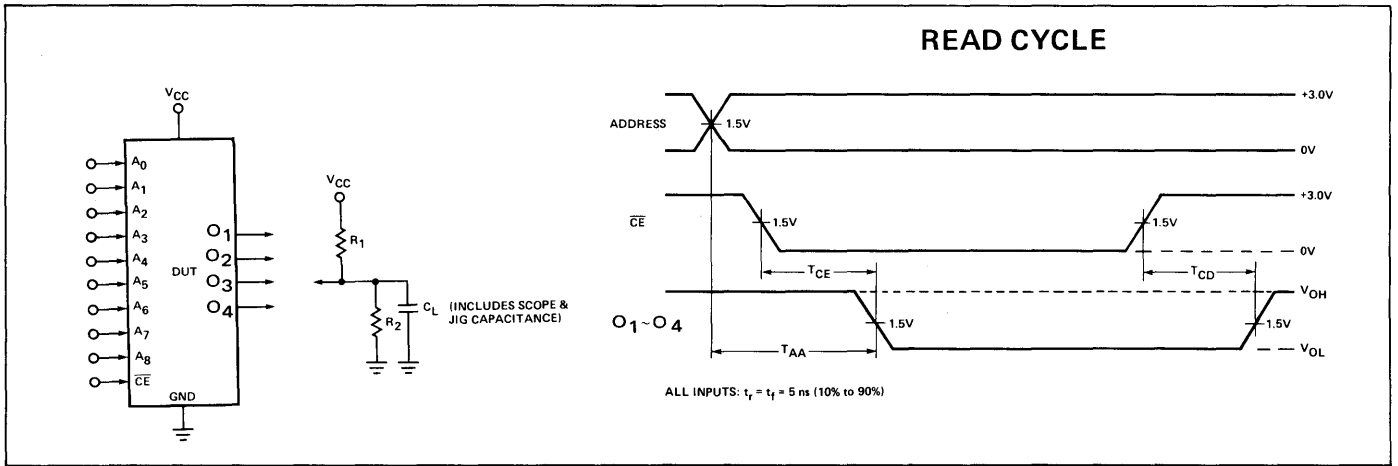 READ CYCLE
VCC
A0
A1
A2
A3
A4
A5
A6
A7
A8
CE
DUT
O1
O2
O3
O4
GND
VCC
R1
R2
CL (INCLUDES SCOPE &
JIG CAPACITANCE)
ADDRESS
1.5V
+3.0V
0V
CE
1.5V
1.5V
+3.0V
0V
TCE
TCD
O1~O4
1.5V
1.5V
VOH
VOL
TAA
ALL INPUTS: tr = tf = 5 ns (10% to 90%)